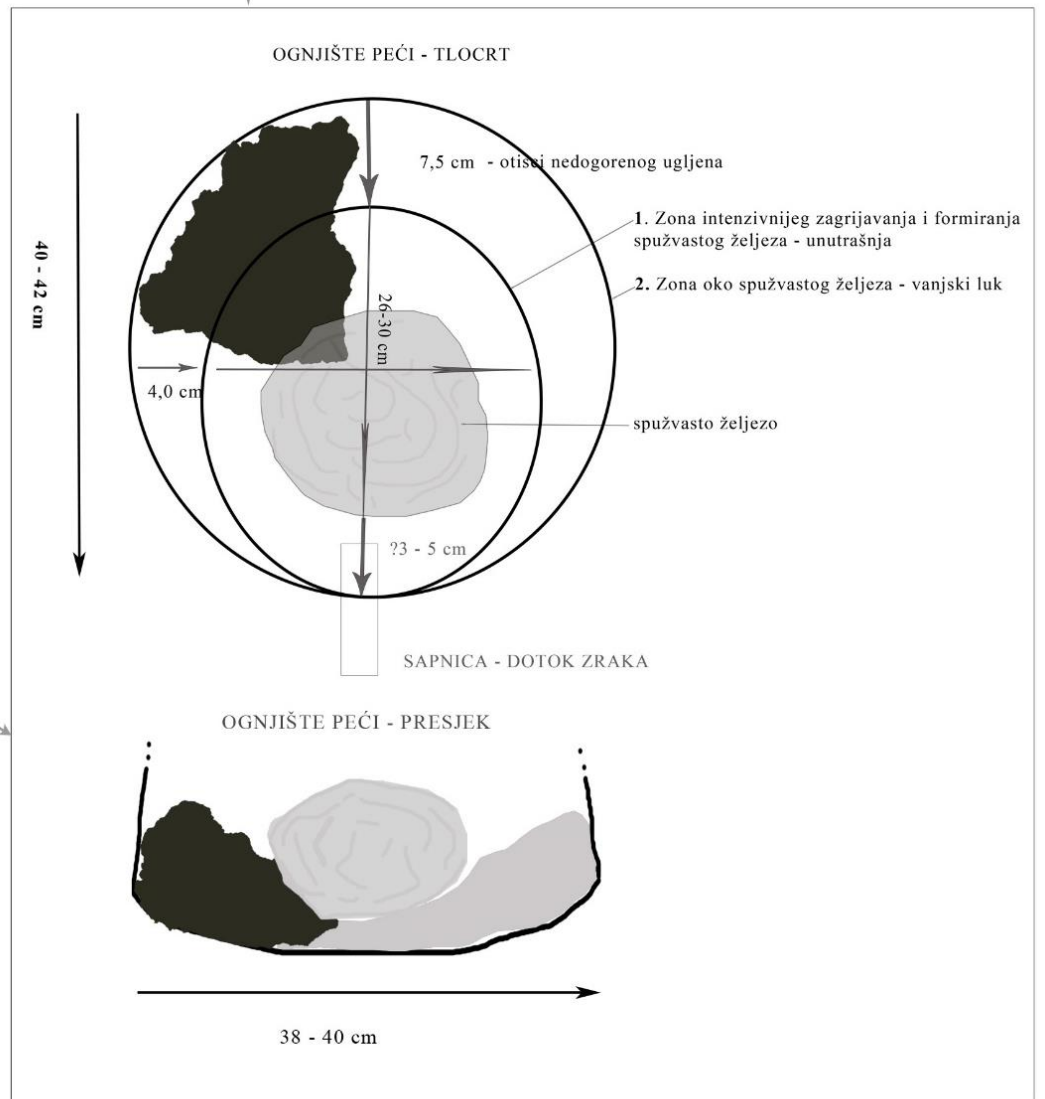 OGNJIŠTE PEĆI - TLOCRT
7,5 cm - otisci nedogorenog ugljena
1. Zona intenzivnijeg zagrijavanja i formiranja
spužvastog željeza - unutrašnja
40 - 42 cm
2. Zona oko spužvastog željeza - vanjski luk
26-30 cm
4,0 cm
spužvasto željezo
?3 - 5 cm
SAPNICA - DOTOK ZRAKA
OGNJIŠTE PEĆI - PRESJEK
38 - 40 cm